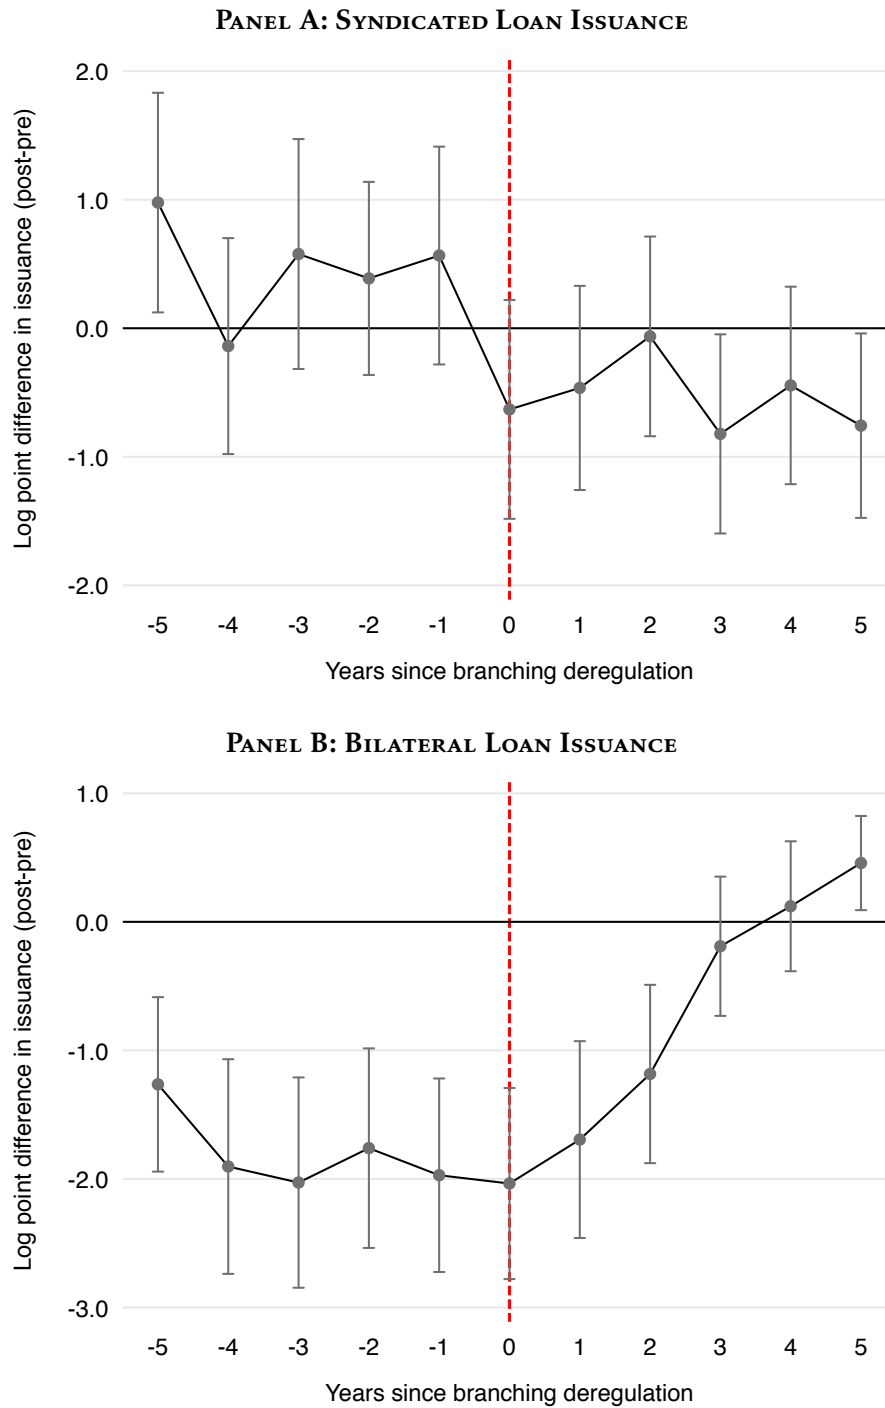 PANEL A: SYNDICATED LOAN ISSUANCE
Log point difference in issuance (post-pre)
2.0
1.0
0.0
-1.0
-2.0
-5 -4 -3 -2 -1 0 1 2 3 4 5
Years since branching deregulation
PANEL B: BILATERAL LOAN ISSUANCE
Log point difference in issuance (post-pre)
1.0
0.0
-1.0
-2.0
-3.0
-5 -4 -3 -2 -1 0 1 2 3 4 5
Years since branching deregulation